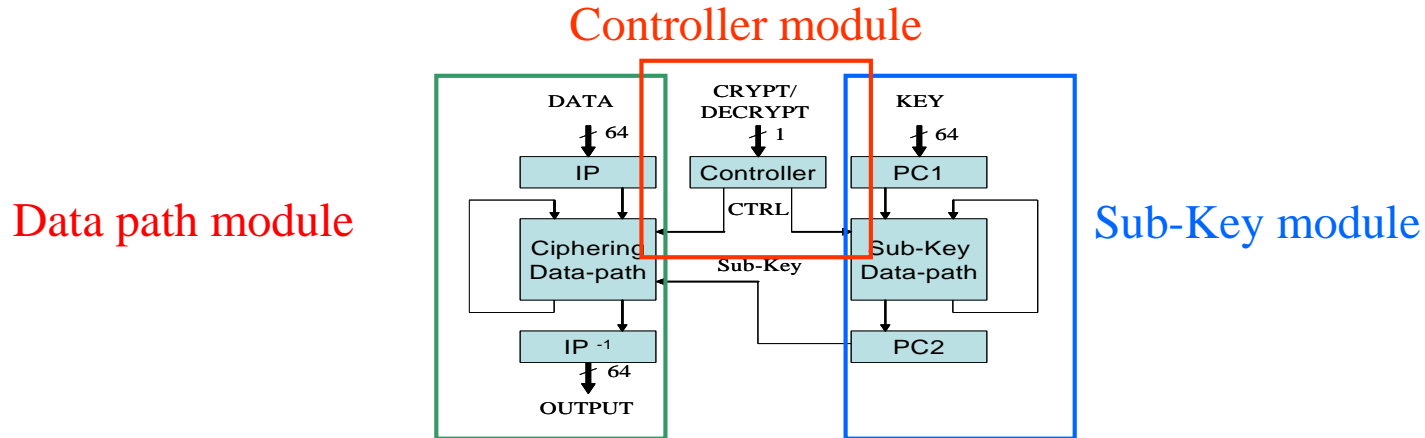 Controller module
DATA
CRYPT/
DECRYPT
KEY
64
1
64
IP
Controller
PC1
CTRL
Data path module
Ciphering
Data-path
Sub-Key
Data-path
Sub-Key module
Sub-Key
IP -1
PC2
64
OUTPUT